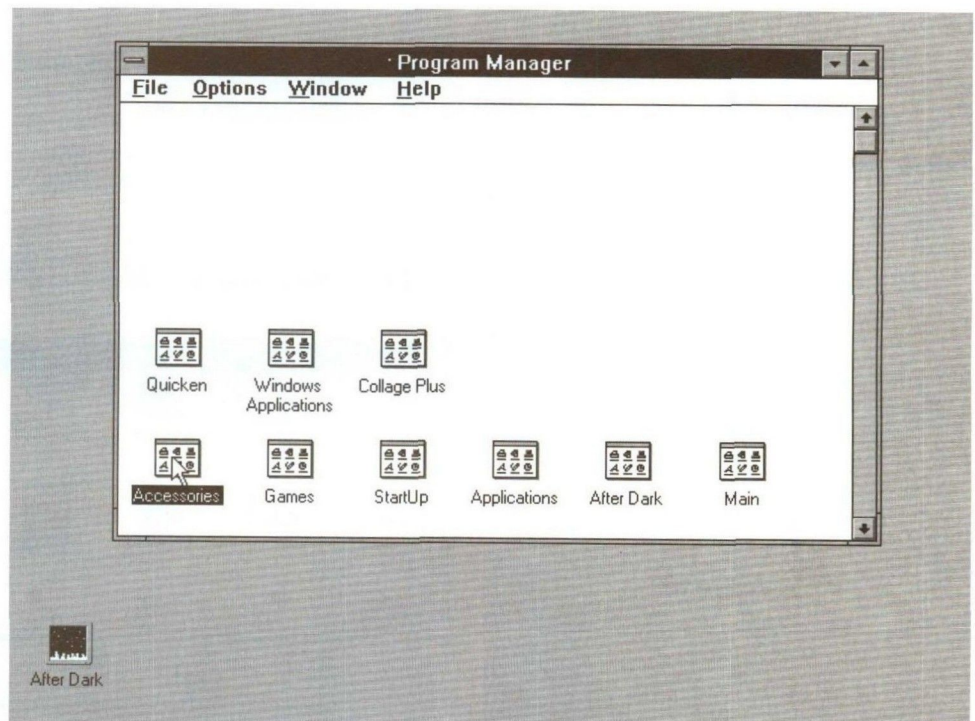 Program Manager
File Options Window Help
Quicken Windows Applications Collage Plus
Accessories Games StartUp Applications After Dark Main
After Dark